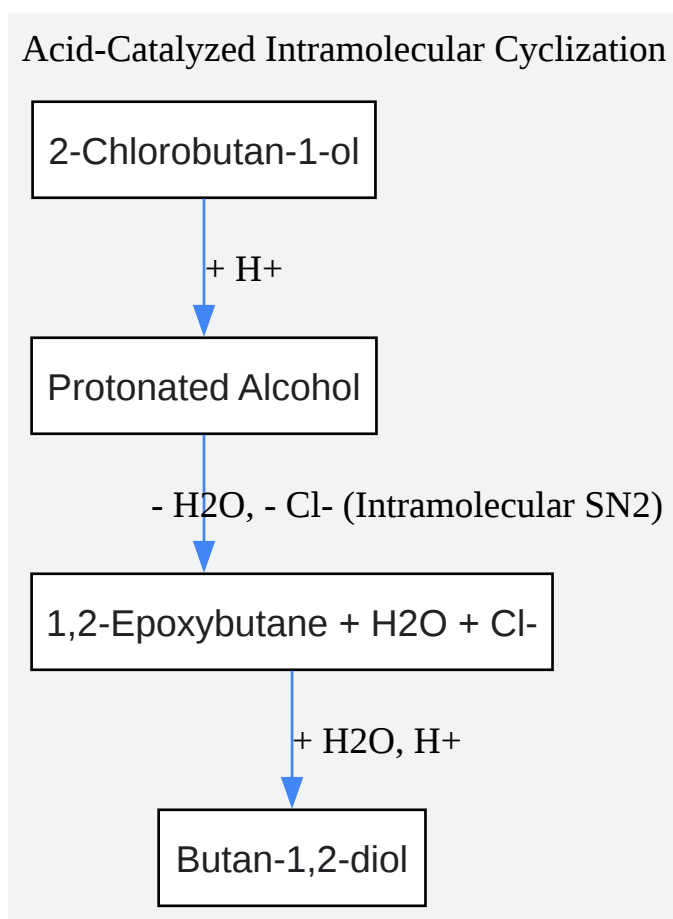 Acid-Catalyzed Intramolecular Cyclization
2-Chlorobutan-1-ol
+ H+
Protonated Alcohol
- H2O, - Cl- (Intramolecular SN2)
1,2-Epoxybutane + H2O + Cl-
+ H2O, H+
Butan-1,2-diol